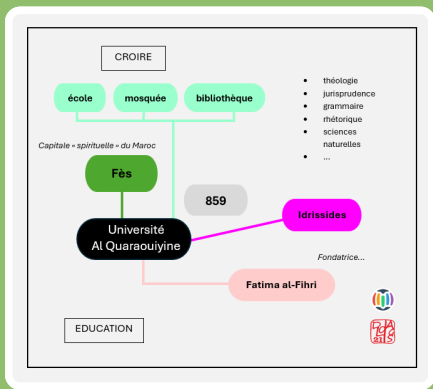 CROIRE
école
mosquée
bibliothèque
• théologie
• jurisprudence
• grammaire
• rhétorique
• sciences
naturelles
• ...
Capitale « spirituelle » du Maroc
Fès
859
Idrissides
Université
Al Quaraouiyine
Fondatrice...
Fatima al-Fihri
EDUCATION